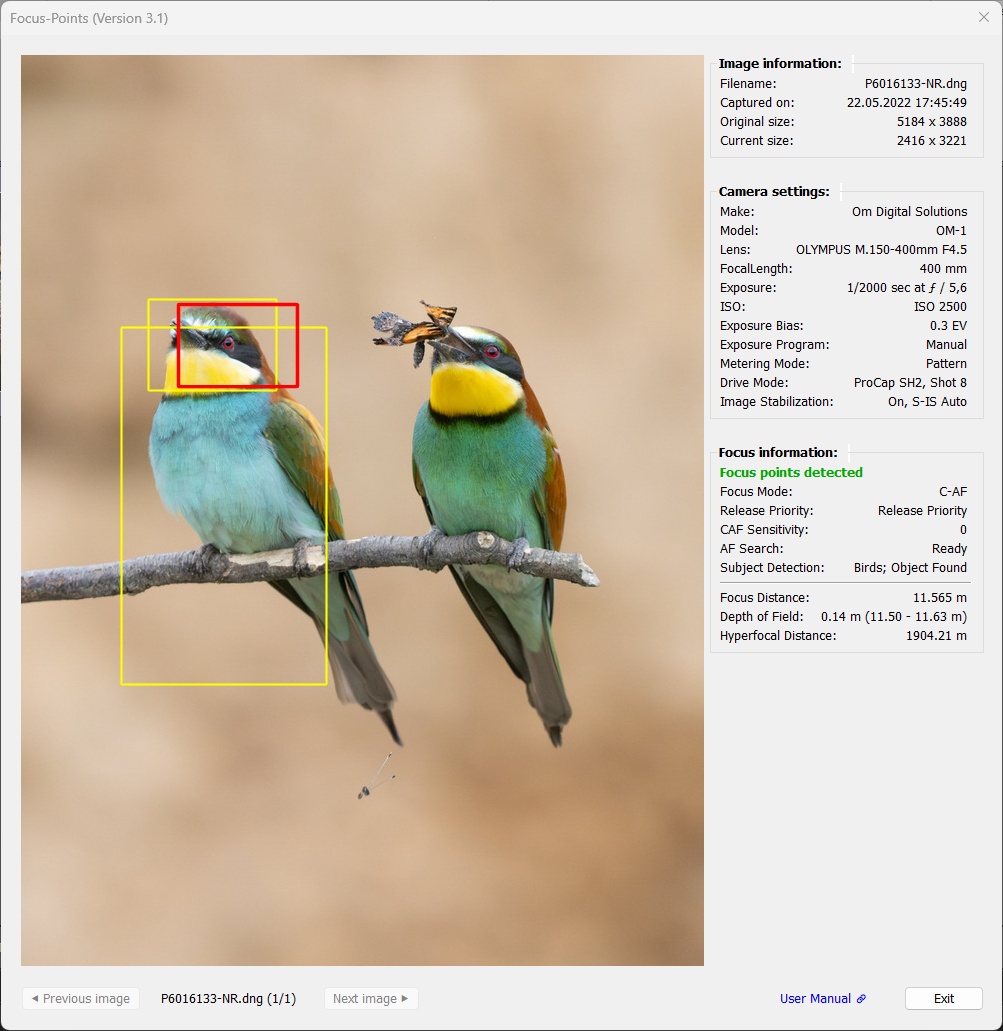 Focus-Points (Version 3.1)
Image information:
Filename: P6016133-NR.dng
Captured on: 22.05.2022 17:45:49
Original size: 5184 x 3888
Current size: 2416 x 3221
Camera settings:
Make: Om Digital Solutions
Model: OM-1
Lens: OLYMPUS M.150-400mm F4.5
FocalLength: 400 mm
Exposure: 1/2000 sec at ƒ / 5,6
ISO: ISO 2500
Exposure Bias: 0.3 EV
Exposure Program: Manual
Metering Mode: Pattern
Drive Mode: ProCap SH2, Shot 8
Image Stabilization: On, S-IS Auto
Focus information:
Focus points detected
Focus Mode: C-AF
Release Priority: Release Priority
CAF Sensitivity: 0
AF Search: Ready
Subject Detection: Birds; Object Found
Focus Distance: 11.565 m
Depth of Field: 0.14 m (11.50 - 11.63 m)
Hyperfocal Distance: 1904.21 m
Previous image P6016133-NR.dng (1/1) Next image User Manual Exit